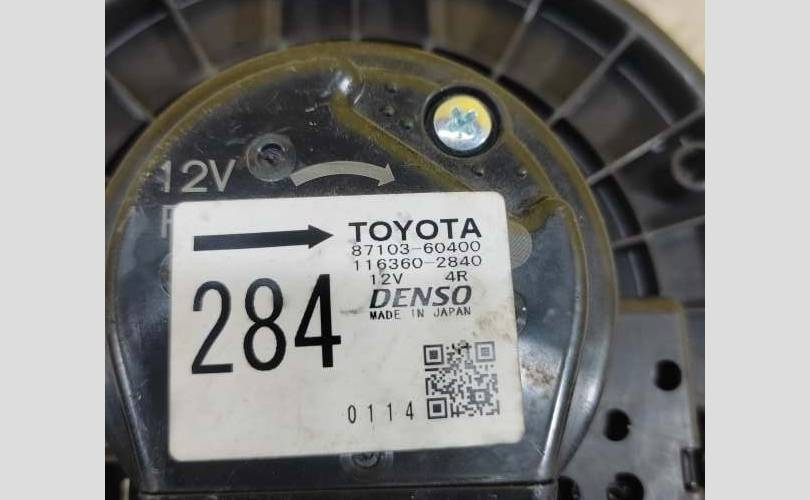 12V
TOYOTA
87103-60400
116360-2840
12V 4R
DENSO
MADE IN JAPAN
284
0114